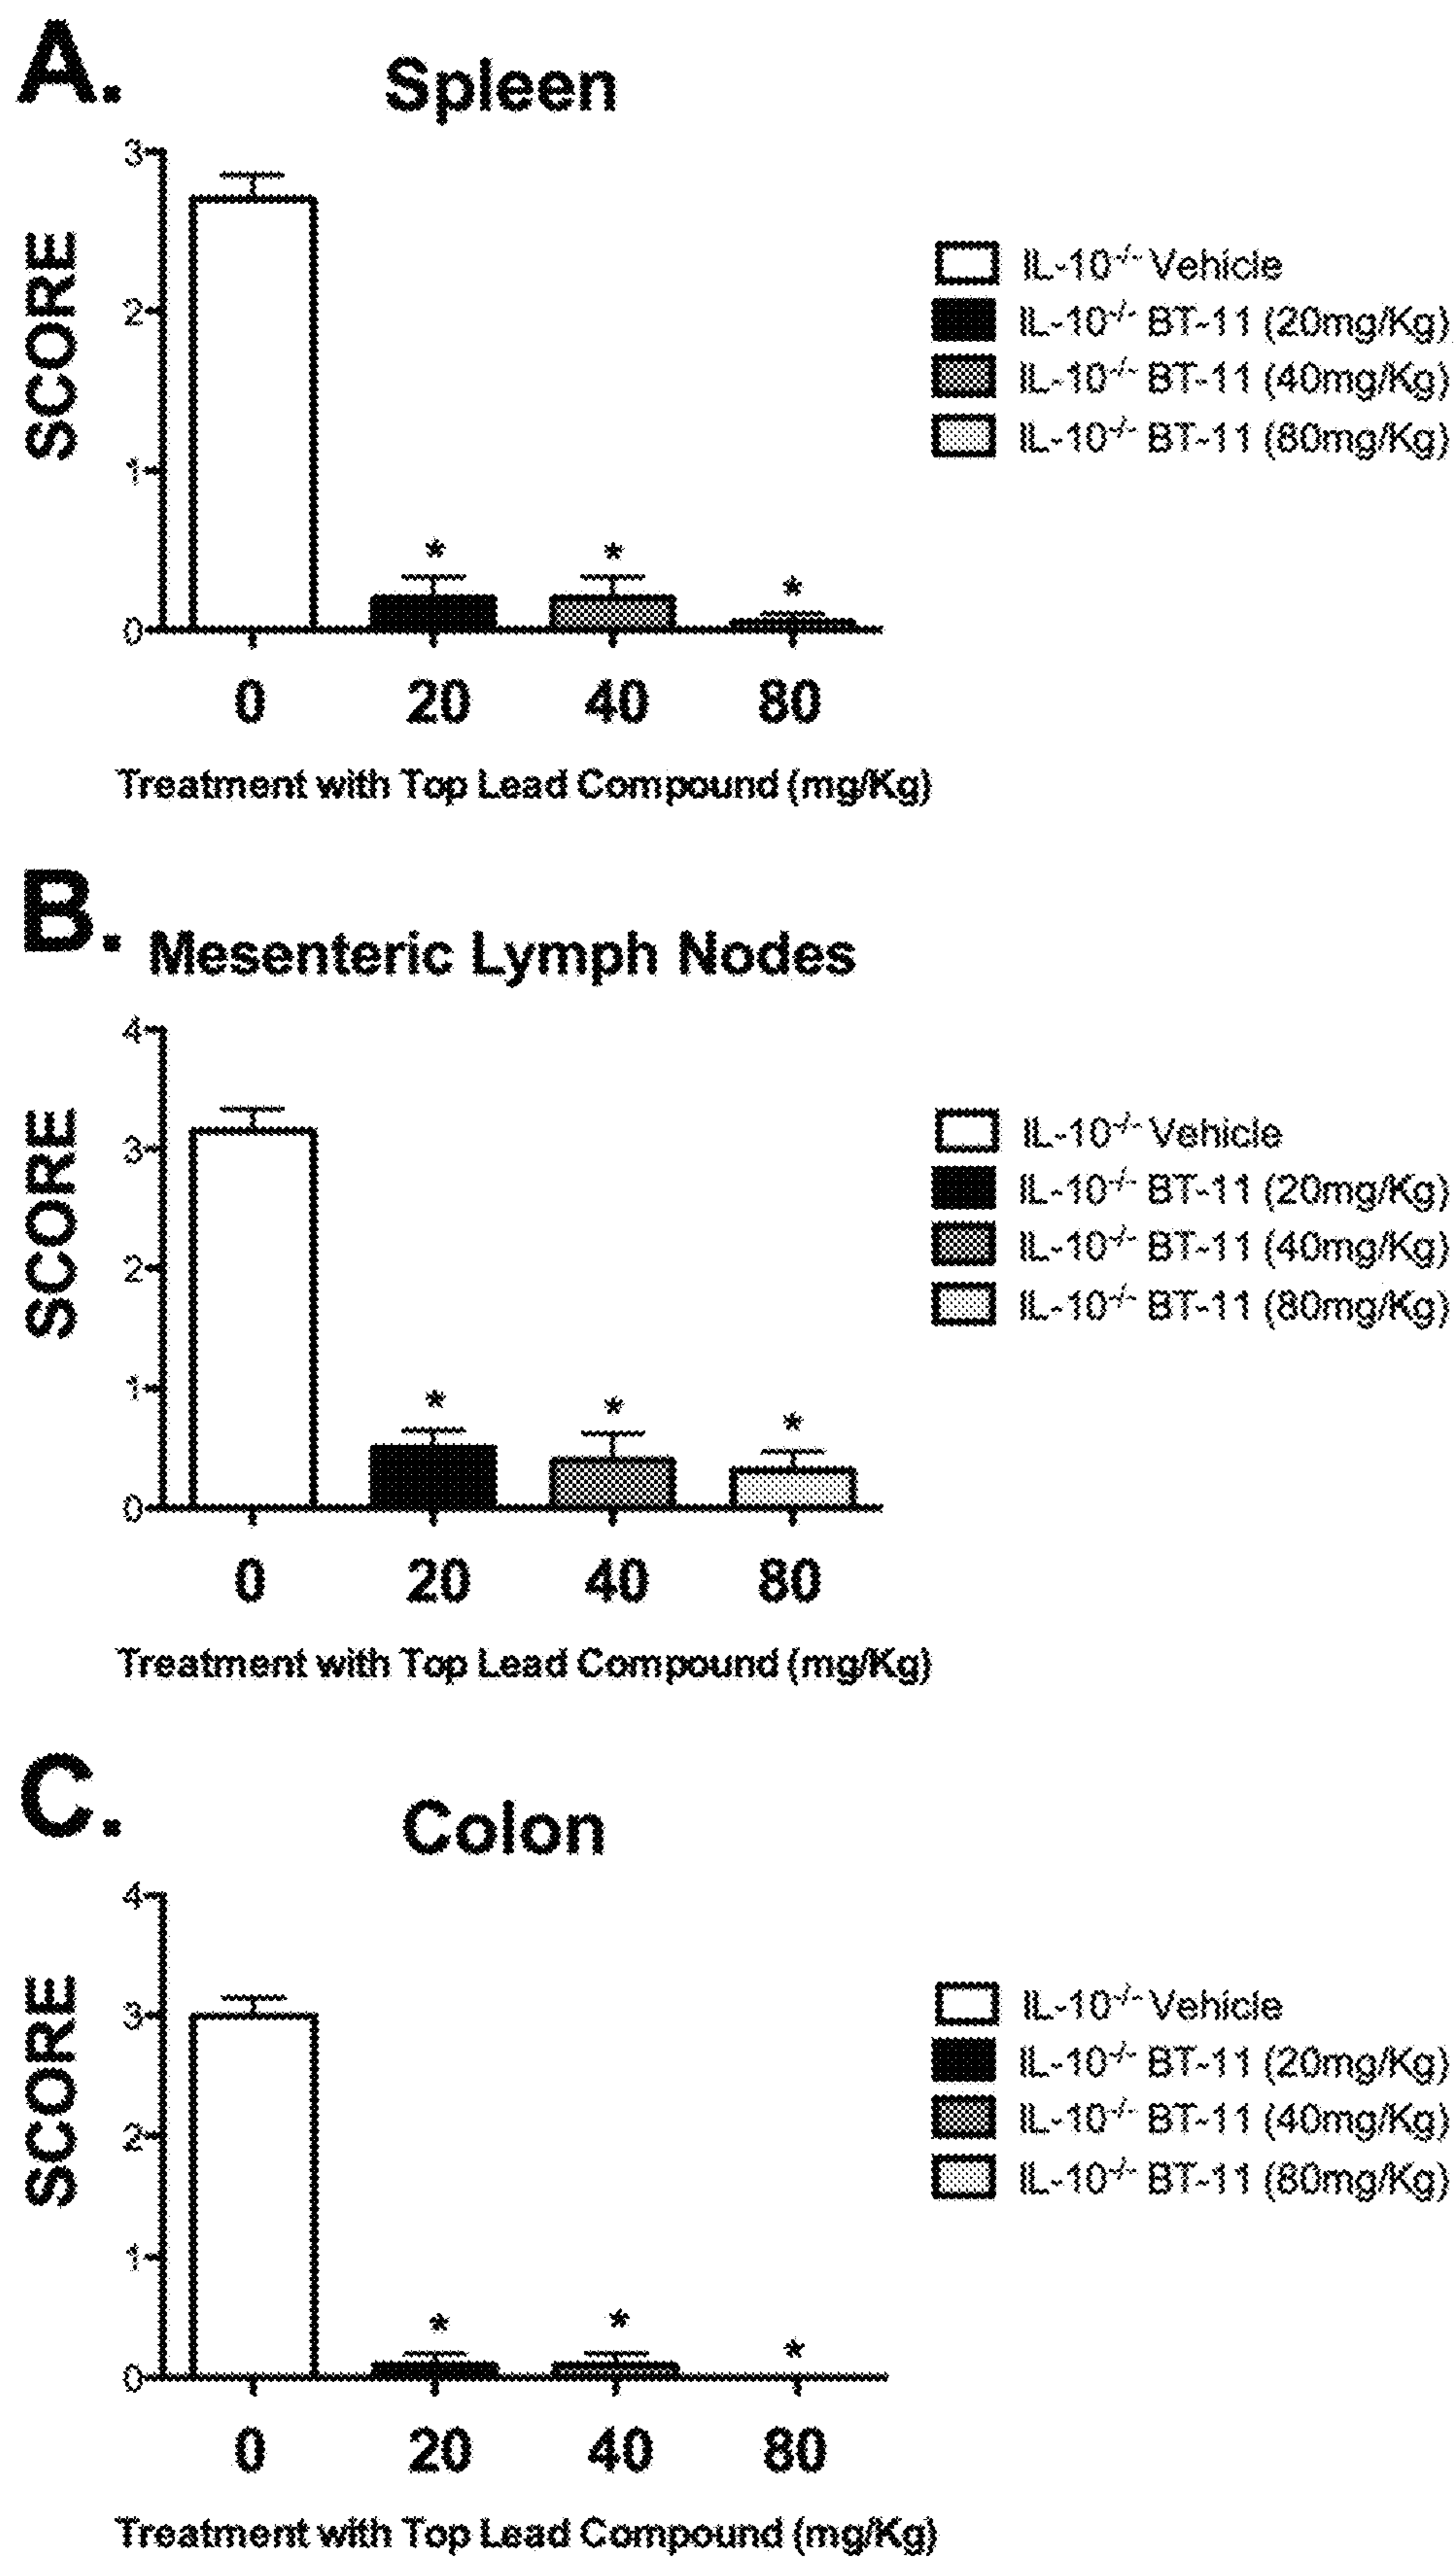 A. Spleen
SCORE
3
2
1
0
*
*
*
0 20 40 80
Treatment with Top Lead Compound (mg/Kg)
IL-10-/- Vehicle
IL-10-/- BT-11 (20mg/Kg)
IL-10-/- BT-11 (40mg/Kg)
IL-10-/- BT-11 (80mg/Kg)
B. Mesenteric Lymph Nodes
SCORE
4
3
2
1
0
*
*
*
0 20 40 80
Treatment with Top Lead Compound (mg/Kg)
IL-10-/- Vehicle
IL-10-/- BT-11 (20mg/Kg)
IL-10-/- BT-11 (40mg/Kg)
IL-10-/- BT-11 (80mg/Kg)
C. Colon
SCORE
4
3
2
1
0
*
*
*
0 20 40 80
Treatment with Top Lead Compound (mg/Kg)
IL-10-/- Vehicle
IL-10-/- BT-11 (20mg/Kg)
IL-10-/- BT-11 (40mg/Kg)
IL-10-/- BT-11 (80mg/Kg)